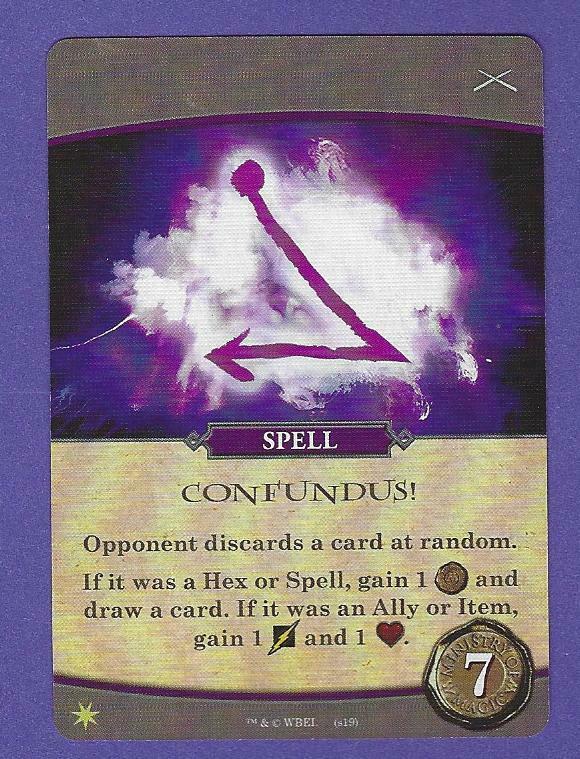 SPELL
CONFUNDUS!
Opponent discards a card at random.
If it was a Hex or Spell, gain 1 and
draw a card. If it was an Ally or Item,
gain 1 and 1 .
MINISTRY OF MAGIC
7
™ & © WBEI. (s19)